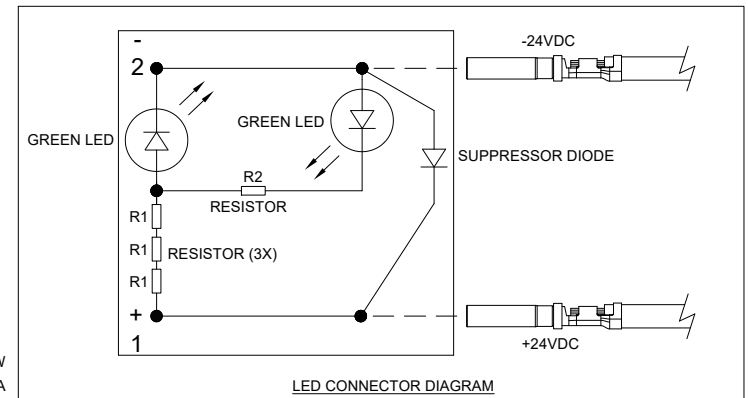 -
2
-24VDC
GREEN LED
GREEN LED
SUPPRESSOR DIODE
R2
RESISTOR
R1
R1
RESISTOR (3X)
R1
+
1
+24VDC
W
A
LED CONNECTOR DIAGRAM